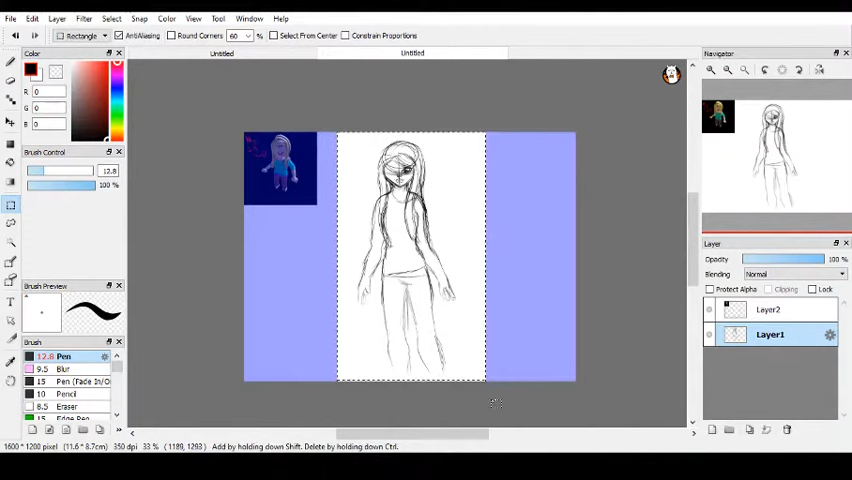 File Edit Layer Filter Select Snap Color View Tool Window Help
Rectangle AntiAliasing Round Corners 60 Select From Center Constrain Proportions
Color
Untitled
Untitled
Navigator
R 0
G 0
B 0
Brush Control
12.8
100 %
Layer
Opacity 100 %
Blending Normal
Protect Alpha Clipping Lock
Layer2
Layer1
Brush Preview
Brush
12.8 Pen
9.5 Blur
15 Pen (Fade In/O
10 Pencil
8.5 Eraser
15 Edge Pen
1600 * 1200 pixel (11.6 * 8.7cm) 350 dpi 33 % (1189, 1293) Add by holding down Shift. Delete by holding down Ctrl.